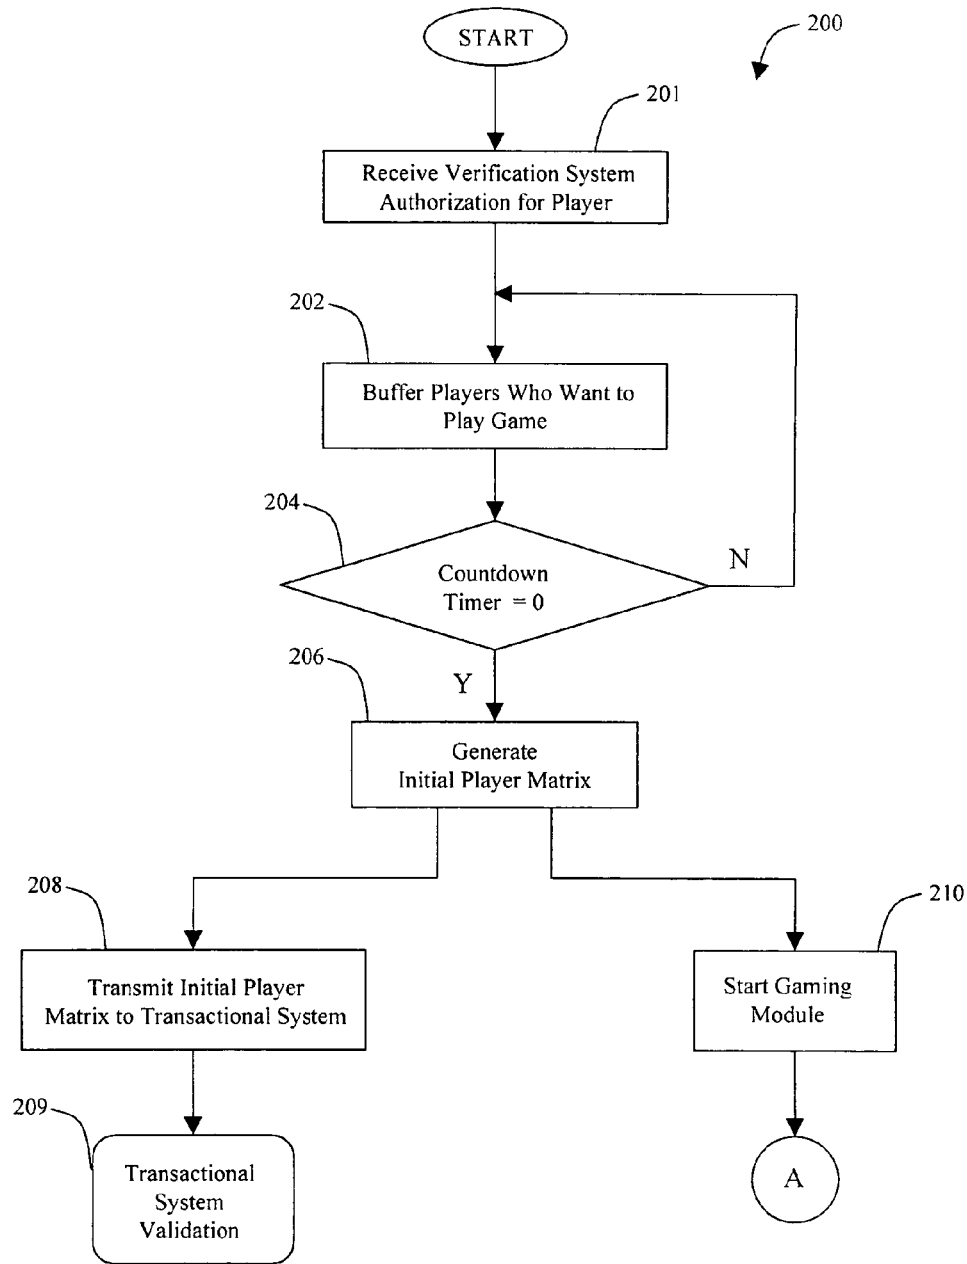 START
200
201
Receive Verification System
Authorization for Player
202
Buffer Players Who Want to
Play Game
204
Countdown
Timer = 0
N
206
Y
Generate
Initial Player Matrix
208
210
Transmit Initial Player
Matrix to Transactional System
Start Gaming
Module
209
Transactional
System
Validation
A